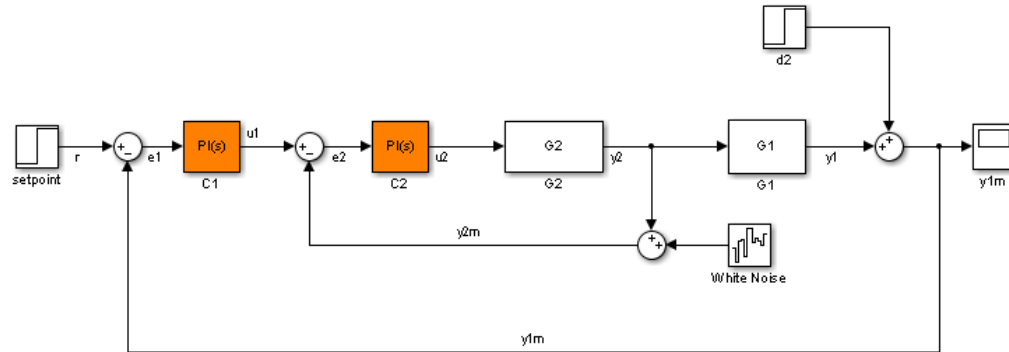 d2
setpoint
r
+
−
e1
PI(s)
C1
u1
+
−
e2
PI(s)
C2
u2
G2
G2
y2
G1
G1
y1
+
+
y1m
y2m
+
+
White Noise
y1m